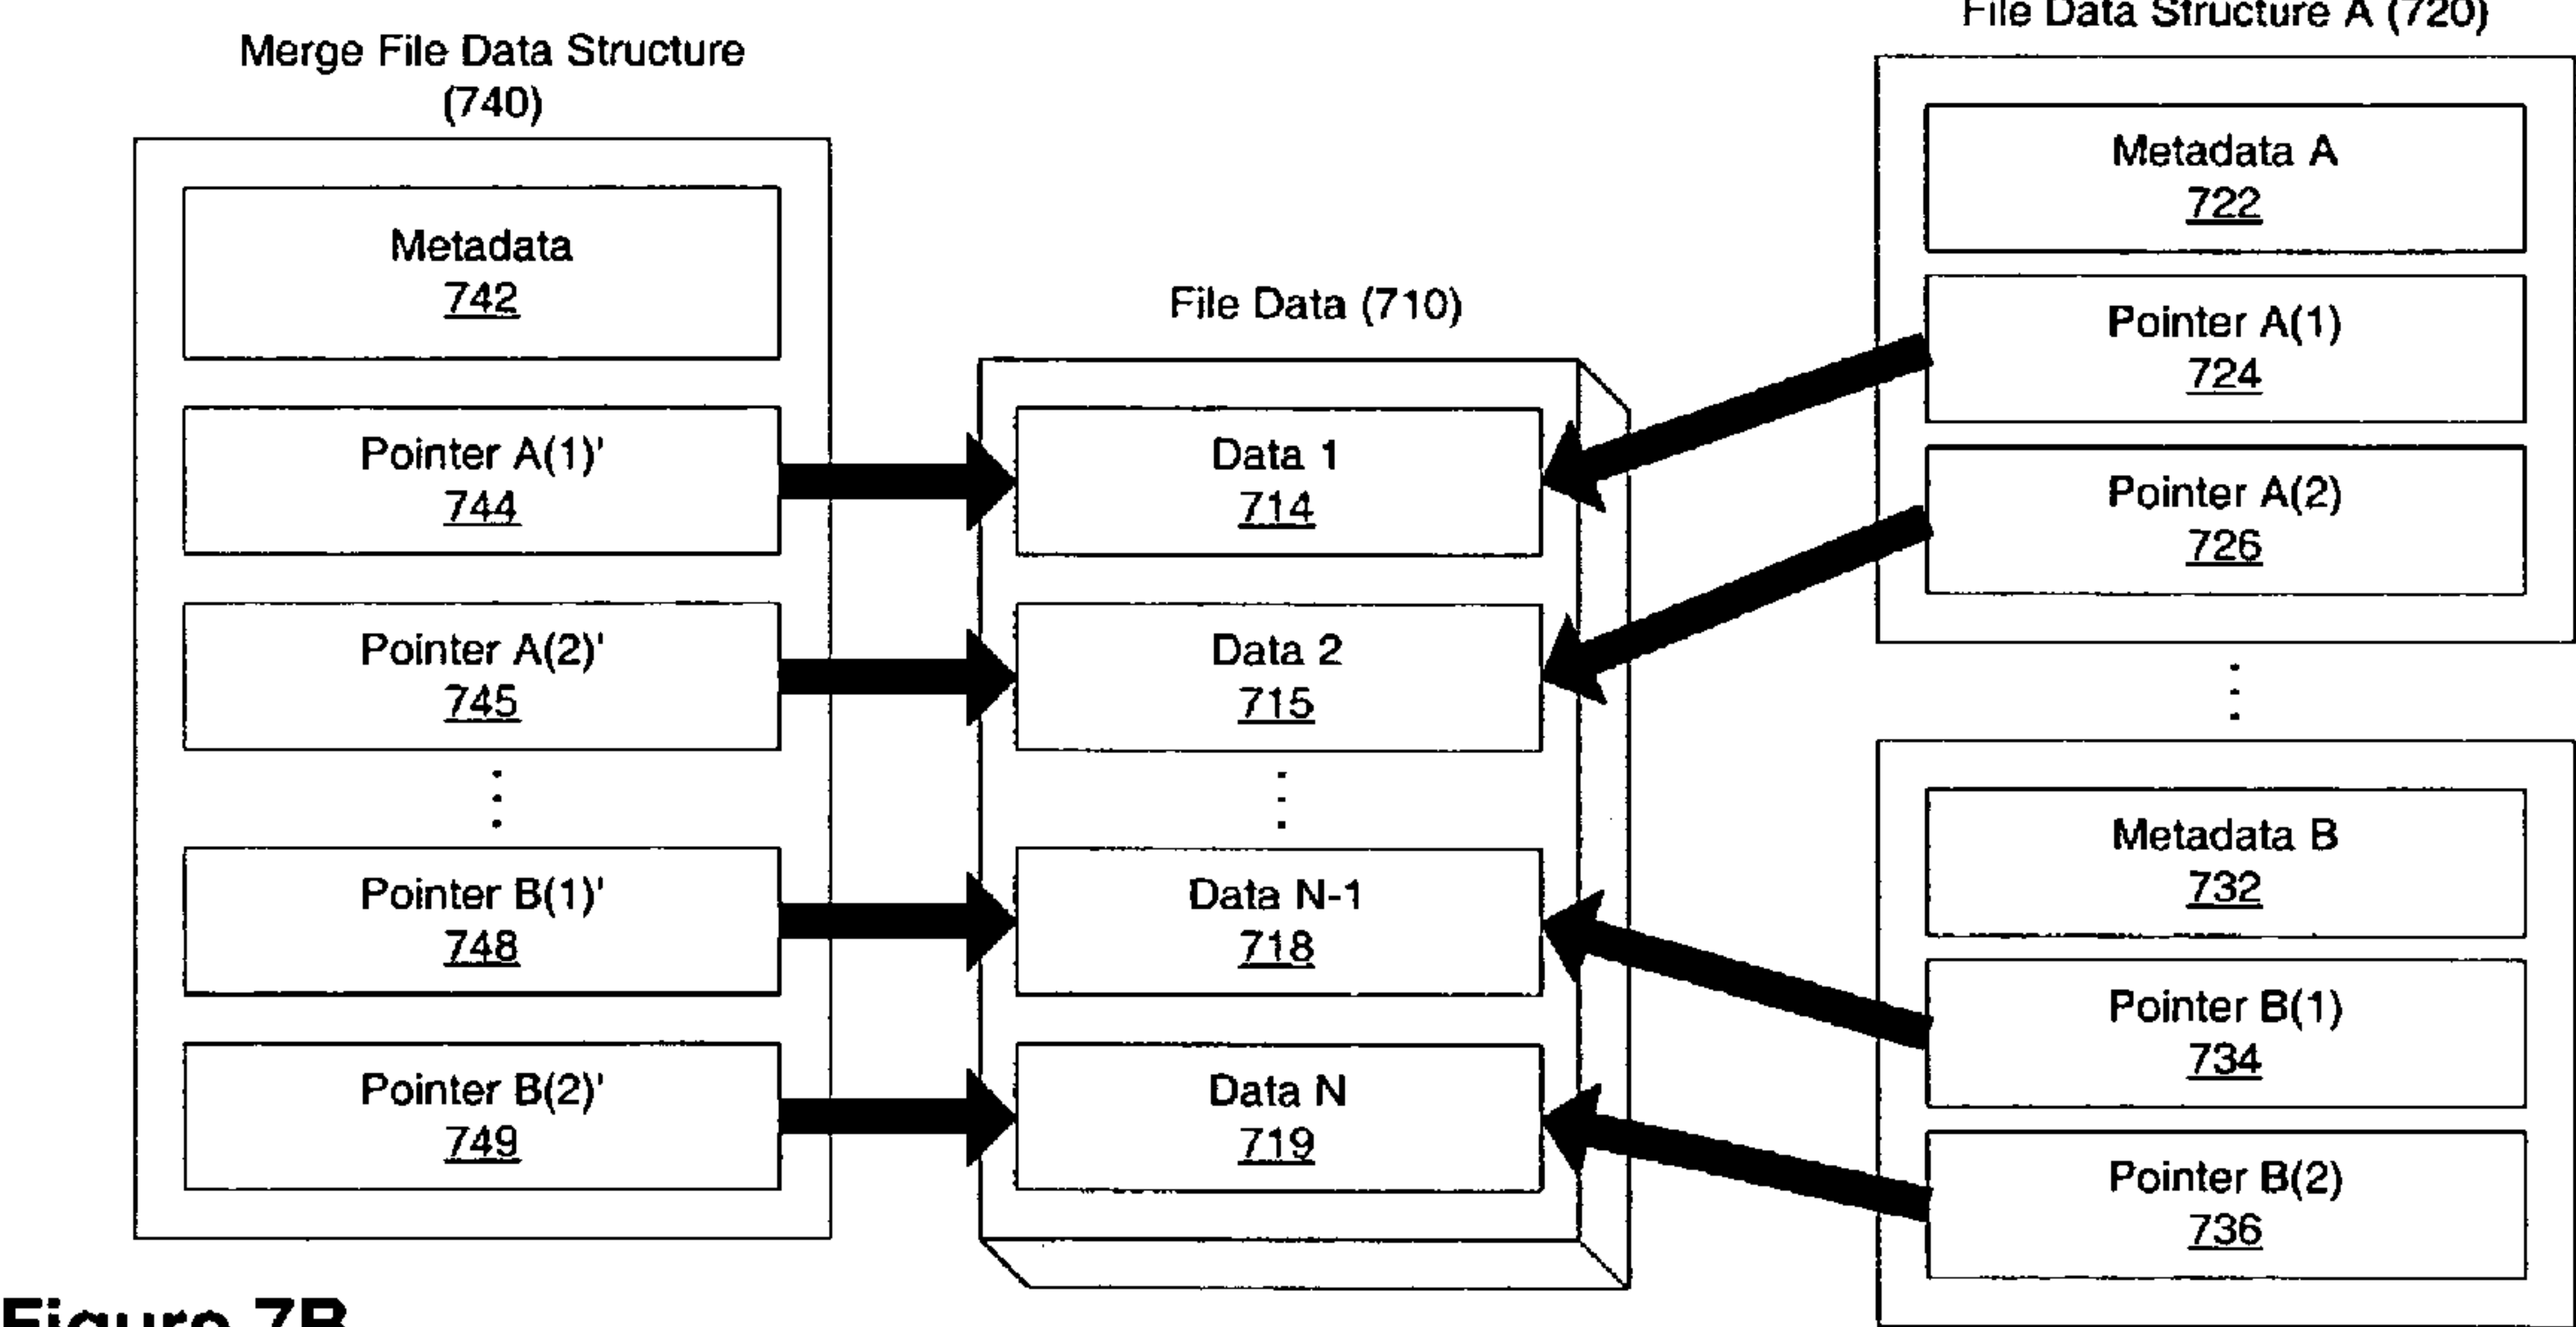 Merge File Data Structure
(740)
Metadata
742
Pointer A(1)'
744
Pointer A(2)'
745
Pointer B(1)'
748
Pointer B(2)'
749
File Data (710)
Data 1
714
Data 2
715
Data N-1
718
Data N
719
File Data Structure A (720)
Metadata A
722
Pointer A(1)
724
Pointer A(2)
726
Metadata B
732
Pointer B(1)
734
Pointer B(2)
736
Figure 7B